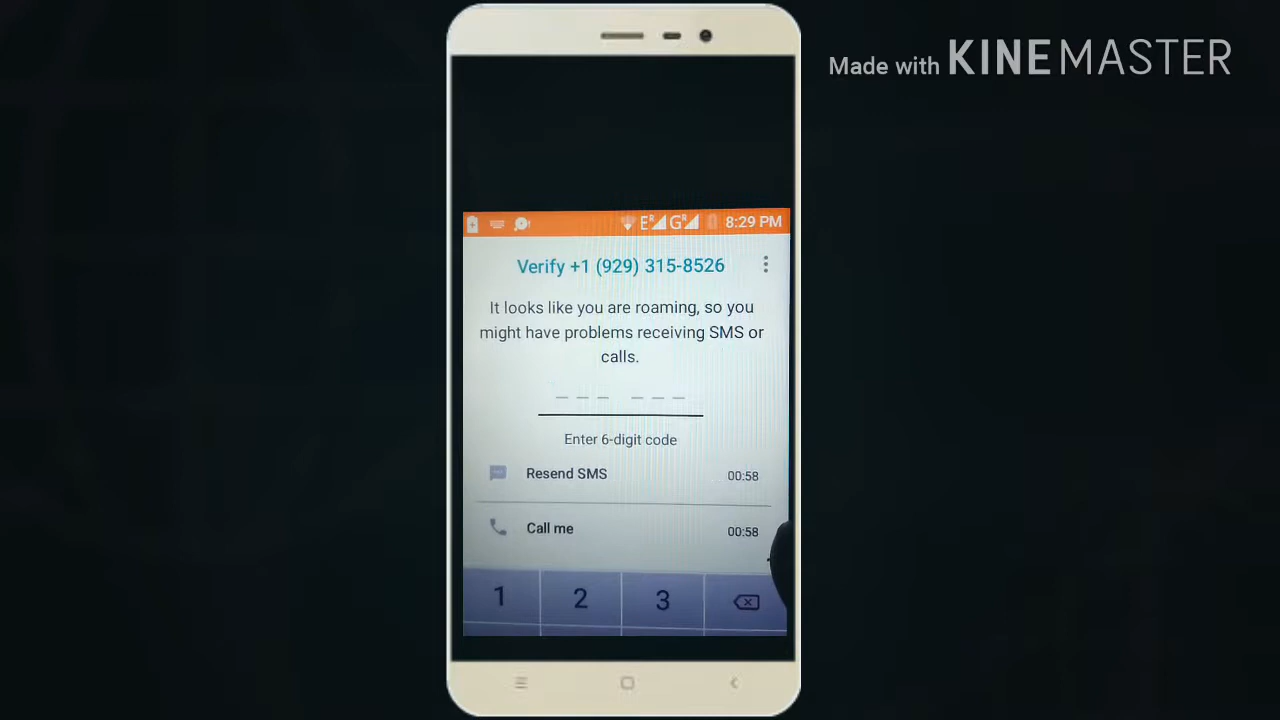 Made with KINEMASTER
E R G R 8:29 PM
Verify +1 (929) 315-8526
It looks like you are roaming, so you
might have problems receiving SMS or
calls.
Enter 6-digit code
Resend SMS 00:58
Call me 00:58
1 2 3